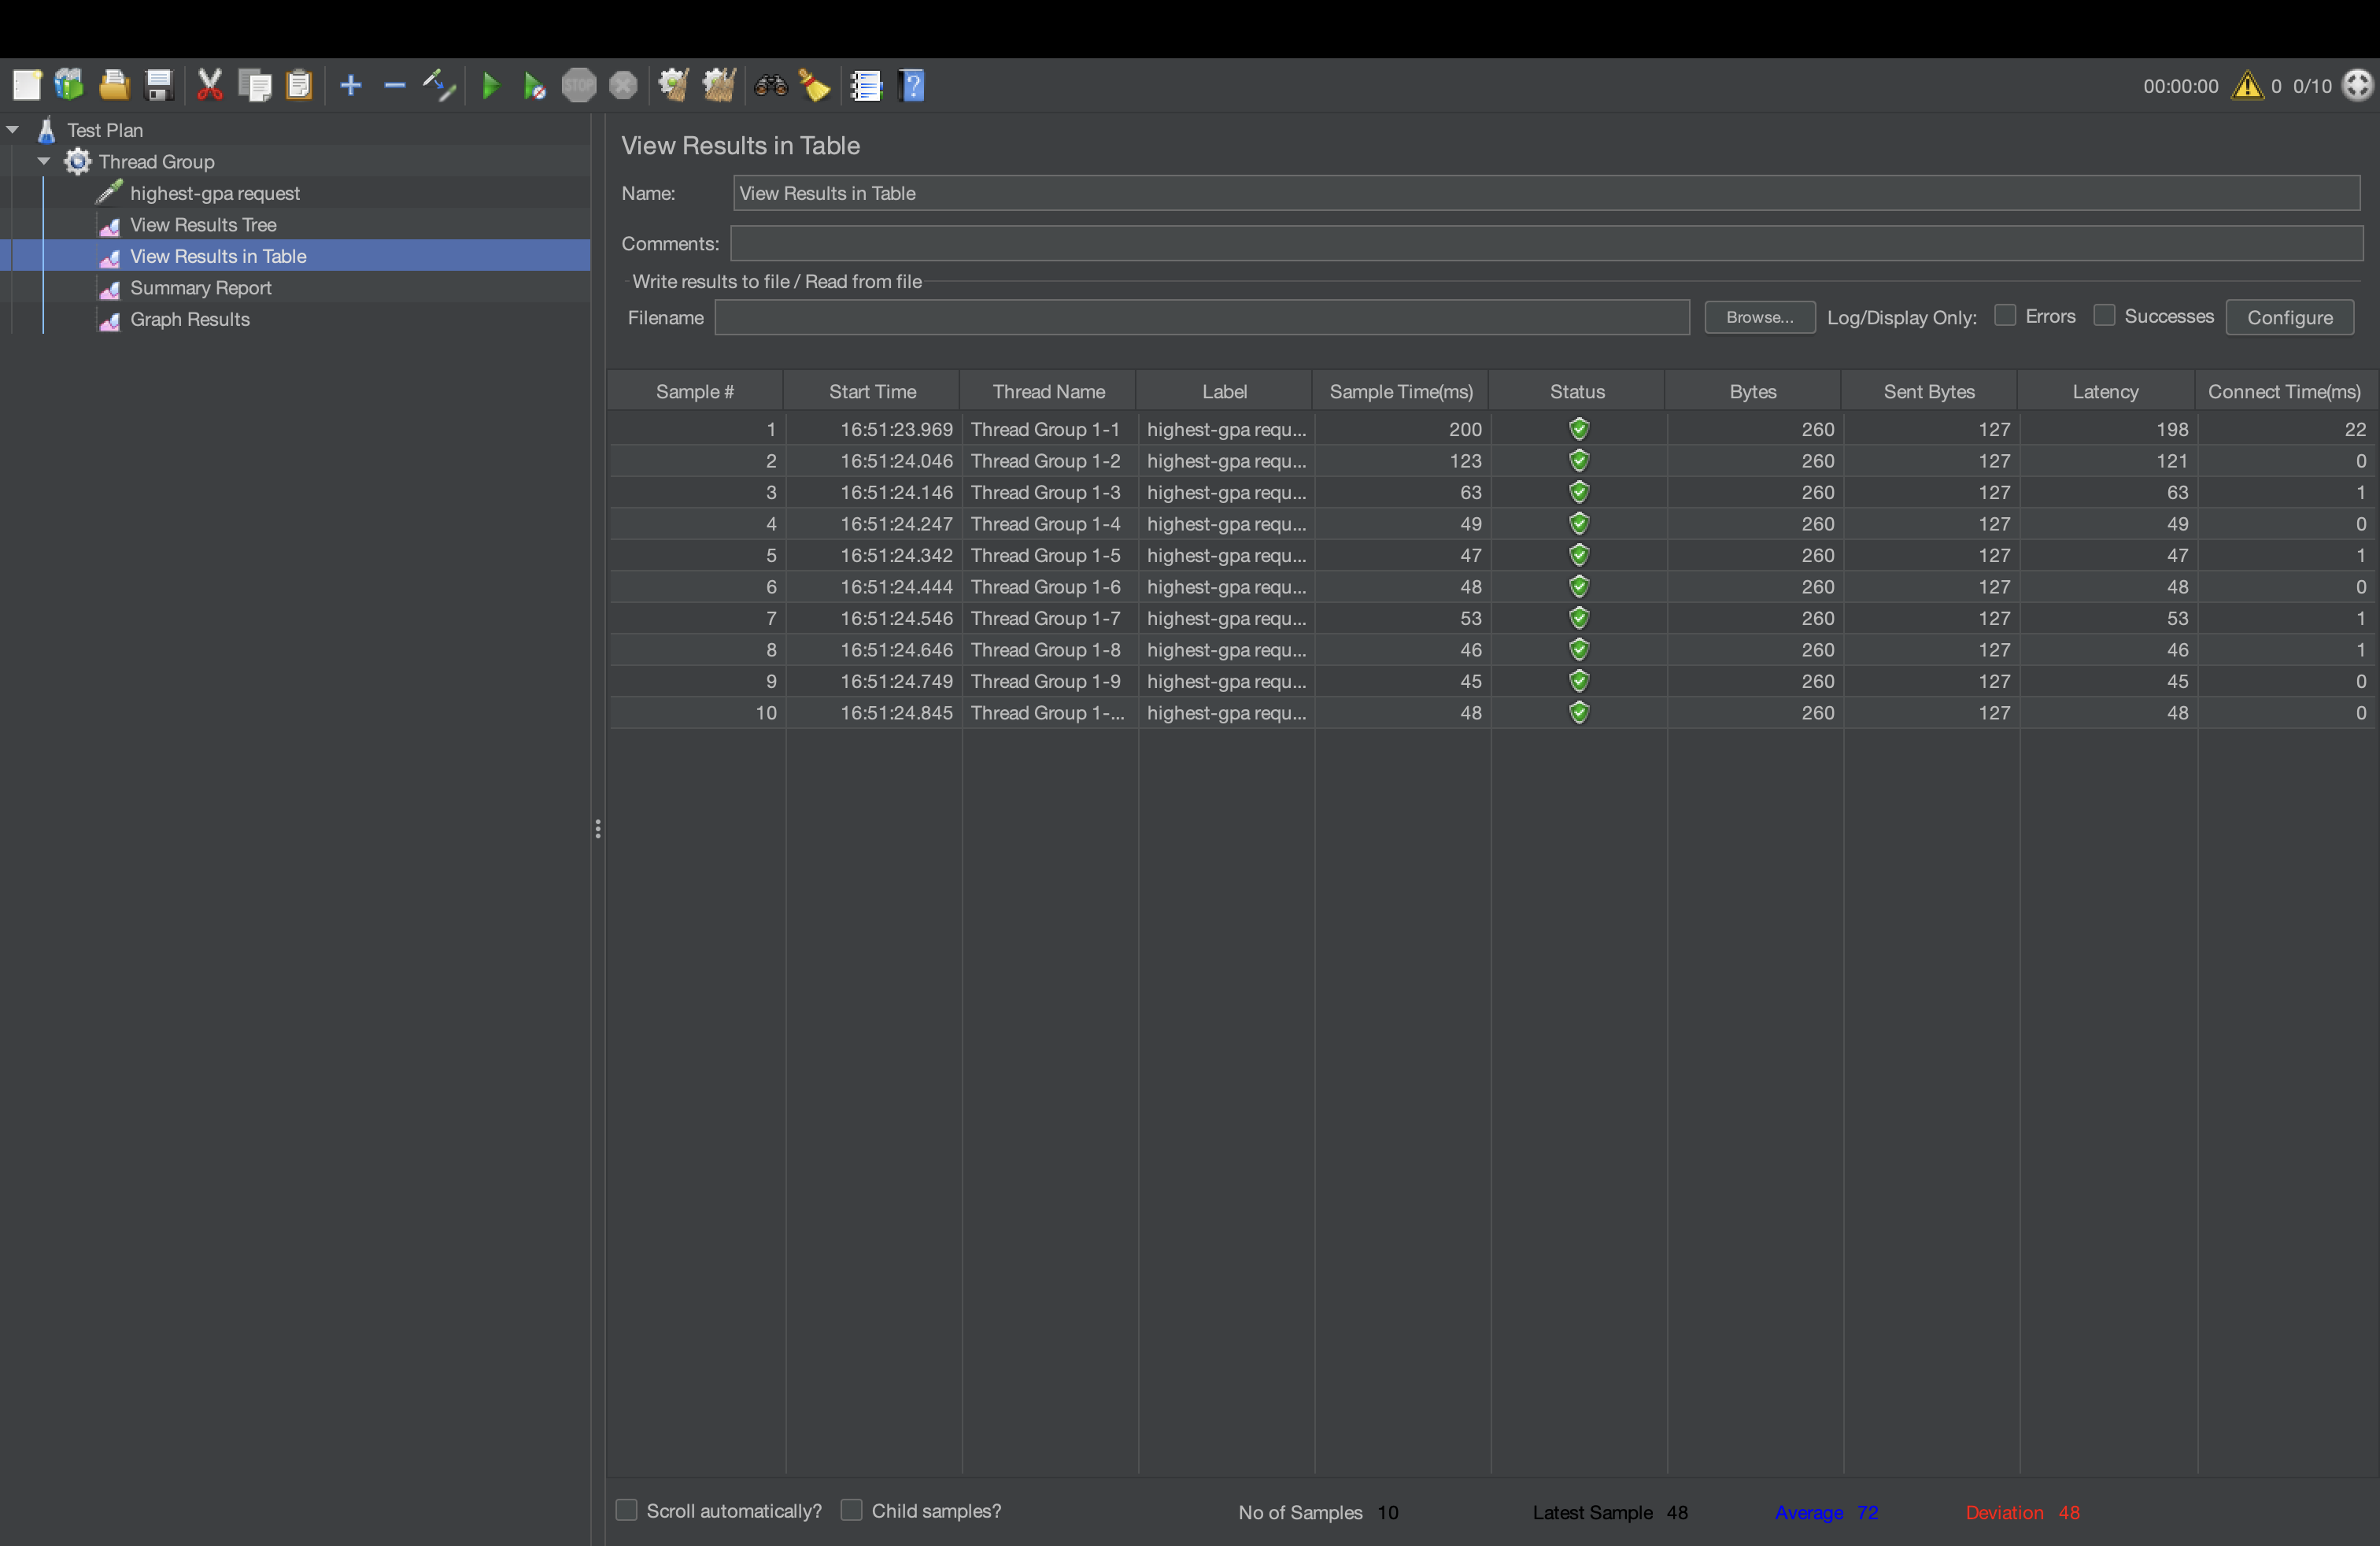 STOP
?
00:00:00 0 0/10
Test Plan
Thread Group
highest-gpa request
View Results Tree
View Results in Table
Summary Report
Graph Results
View Results in Table
Name: View Results in Table
Comments:
Write results to file / Read from file
Filename Browse... Log/Display Only: Errors Successes Configure
Sample # Start Time Thread Name Label Sample Time(ms) Status Bytes Sent Bytes Latency Connect Time(ms)
1 16:51:23.969 Thread Group 1-1 highest-gpa requ... 200 260 127 198 22
2 16:51:24.046 Thread Group 1-2 highest-gpa requ... 123 260 127 121 0
3 16:51:24.146 Thread Group 1-3 highest-gpa requ... 63 260 127 63 1
4 16:51:24.247 Thread Group 1-4 highest-gpa requ... 49 260 127 49 0
5 16:51:24.342 Thread Group 1-5 highest-gpa requ... 47 260 127 47 1
6 16:51:24.444 Thread Group 1-6 highest-gpa requ... 48 260 127 48 0
7 16:51:24.546 Thread Group 1-7 highest-gpa requ... 53 260 127 53 1
8 16:51:24.646 Thread Group 1-8 highest-gpa requ... 46 260 127 46 1
9 16:51:24.749 Thread Group 1-9 highest-gpa requ... 45 260 127 45 0
10 16:51:24.845 Thread Group 1-... highest-gpa requ... 48 260 127 48 0
Scroll automatically? Child samples? No of Samples 10 Latest Sample 48 Average 72 Deviation 48